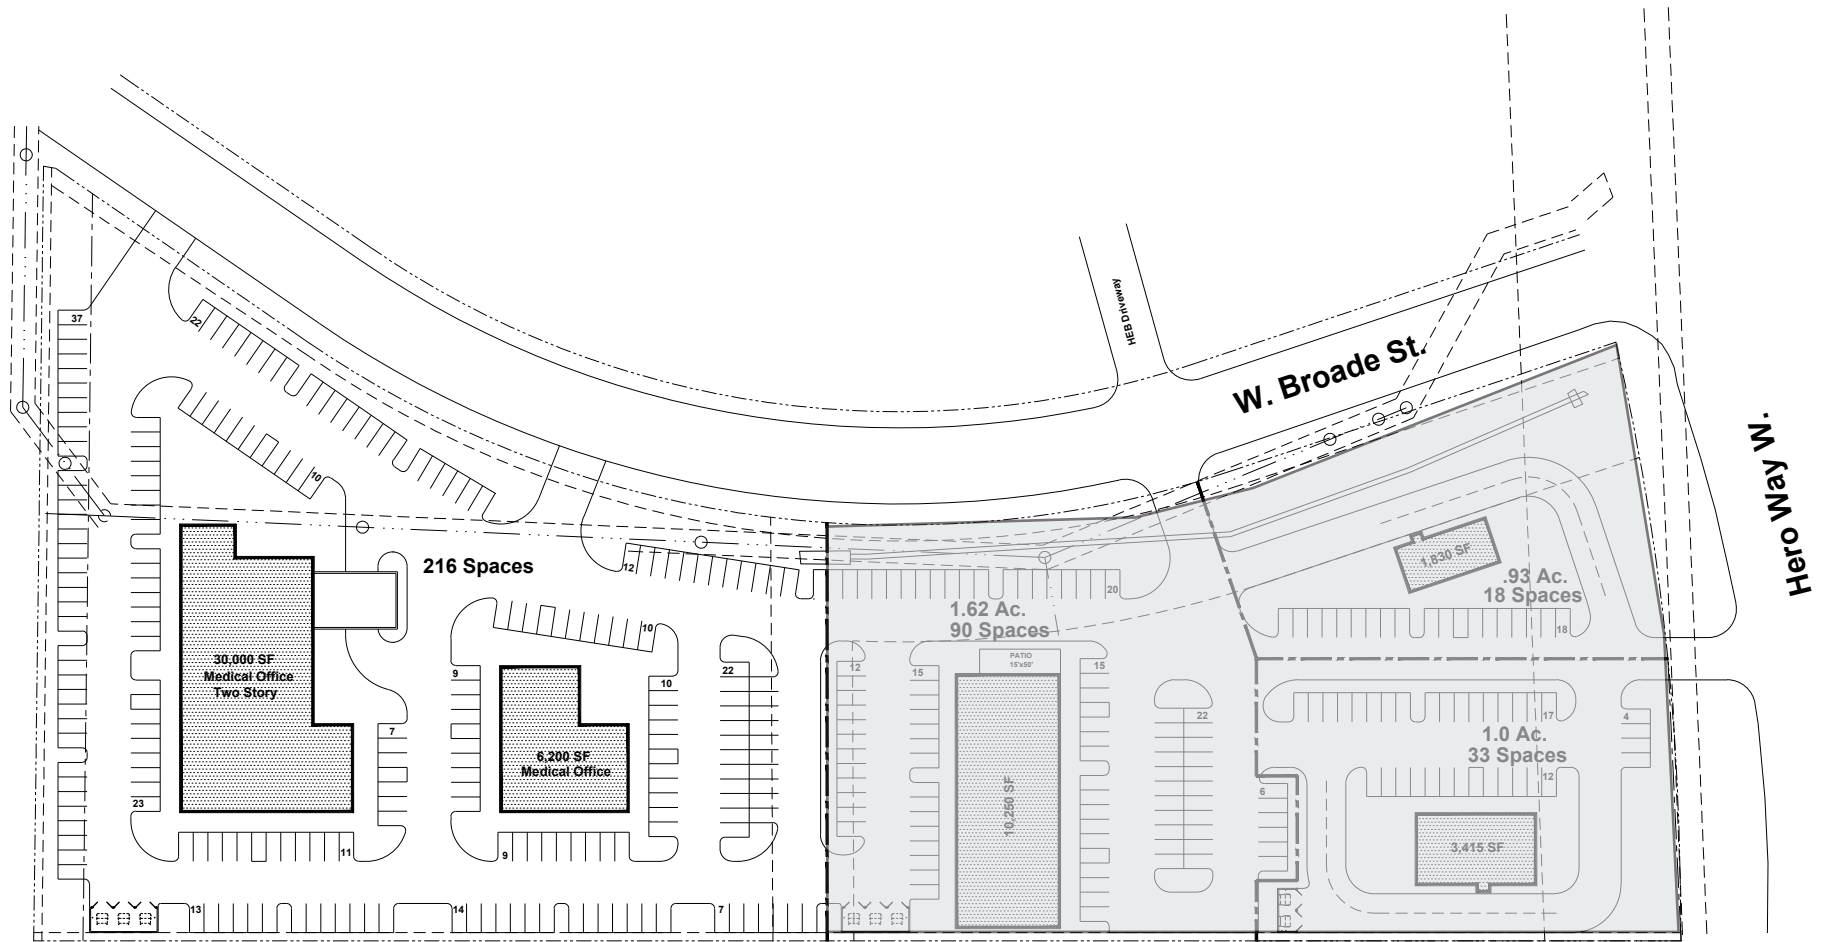 HEB Driveway
W. Broade St.
Hero Way W.
37
22
10
216 Spaces
12
20
1,830 SF
.93 Ac.
18 Spaces
18
1.62 Ac.
90 Spaces
10
30,000 SF
Medical Office
Two Story
9
10
22
12
15
PATIO
15'x50'
15
22
17
4
1.0 Ac.
33 Spaces
12
7
6,200 SF
Medical Office
10,250 SF
6
23
11
9
3,415 SF
13
14
7